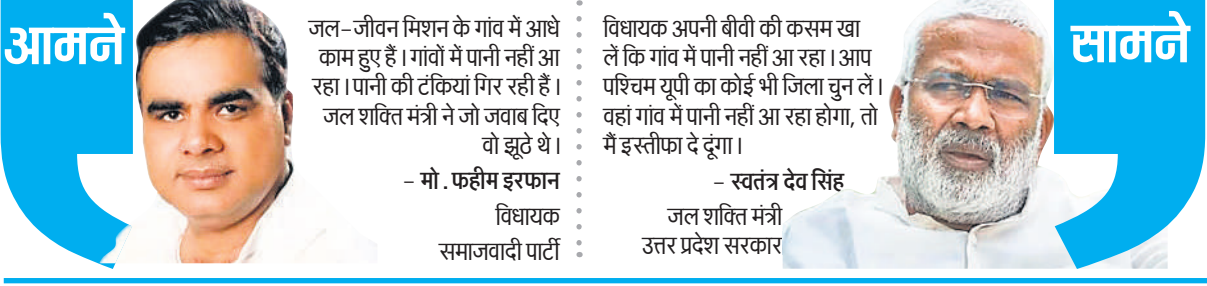 आमने
जल-जीवन मिशन के गांव में आधे
काम हुए हैं। गांवों में पानी नहीं आ
रहा। पानी की टंकियां गिर रही हैं।
जल शक्ति मंत्री ने जो जवाब दिए
वो झूठे थे।
- मो. फहीम इरफान
विधायक
समाजवादी पार्टी
विधायक अपनी बीवी की कसम खा
लें कि गांव में पानी नहीं आ रहा। आप
पश्चिम यूपी का कोई भी जिला चुन लें।
वहां गांव में पानी नहीं आ रहा होगा, तो
मैं इस्तीफा दे दूंगा।
- स्वतंत्र देव सिंह
जल शक्ति मंत्री
उत्तर प्रदेश सरकार
सामने